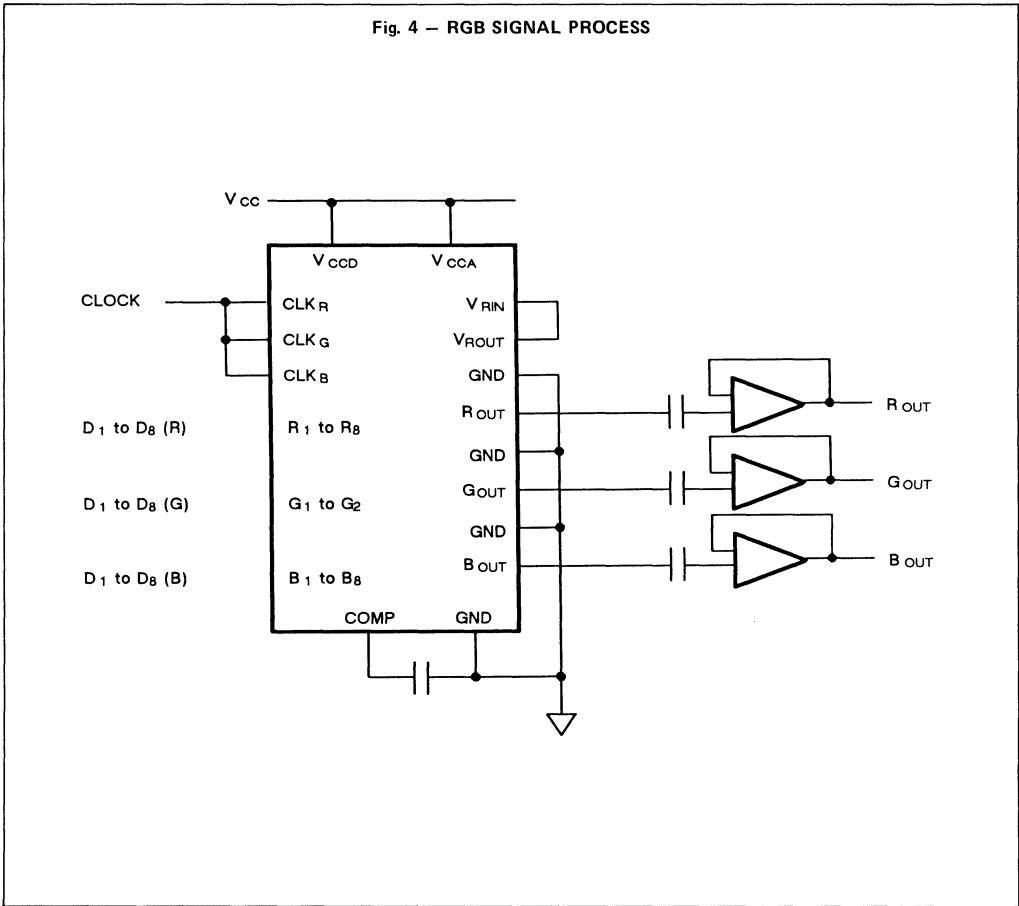 Fig. 4 – RGB SIGNAL PROCESS
VCC
VCCD VCCA
CLOCK
CLKR VRIN
CLKG VROUT
CLKB GND
ROUT ROUT
D1 to D8 (R) R1 to R8
GND
GOUT GOUT
D1 to D8 (G) G1 to G2
GND
BOUT BOUT
D1 to D8 (B) B1 to B8
COMP GND